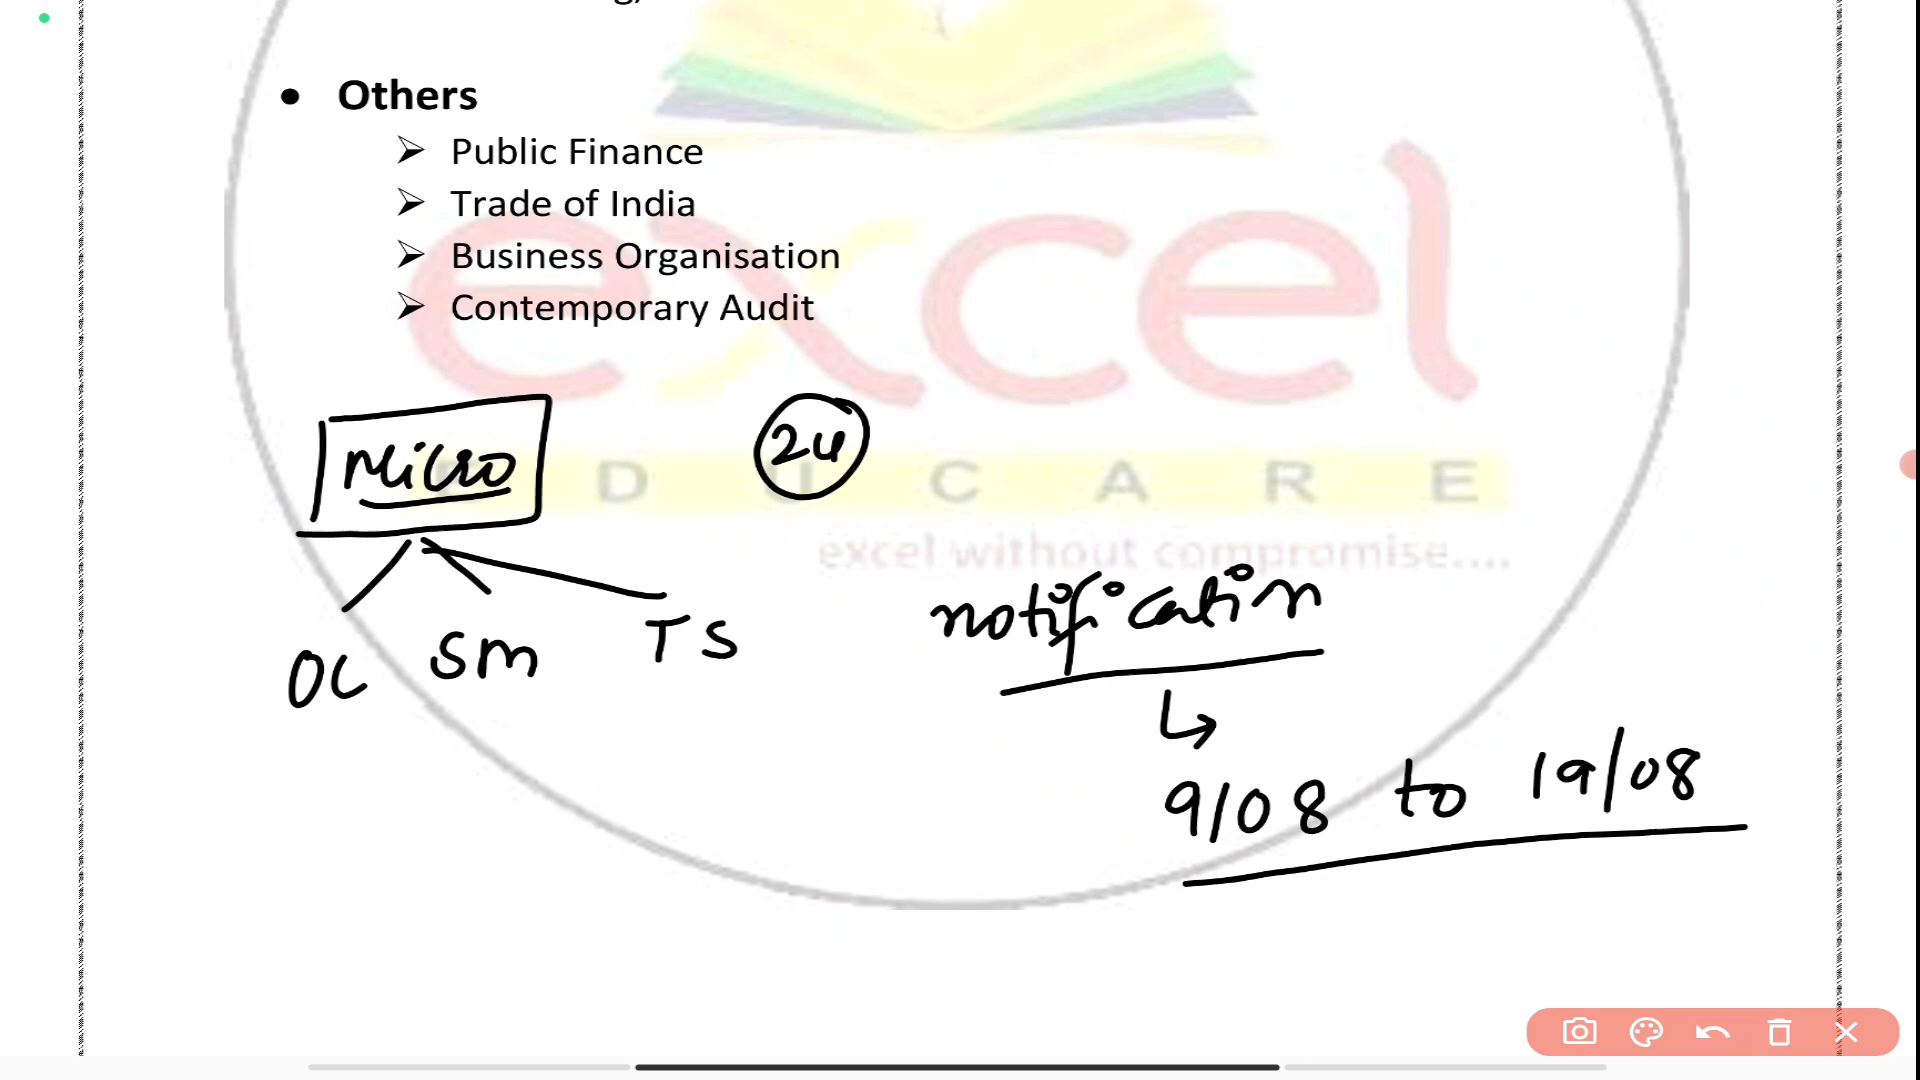 • Others
➢ Public Finance
➢ Trade of India
➢ Business Organisation
➢ Contemporary Audit
excel
Micro
24
E D U C A R E
excel without compromise....
notification
OC SM TS
↳
9/08 to 19/08